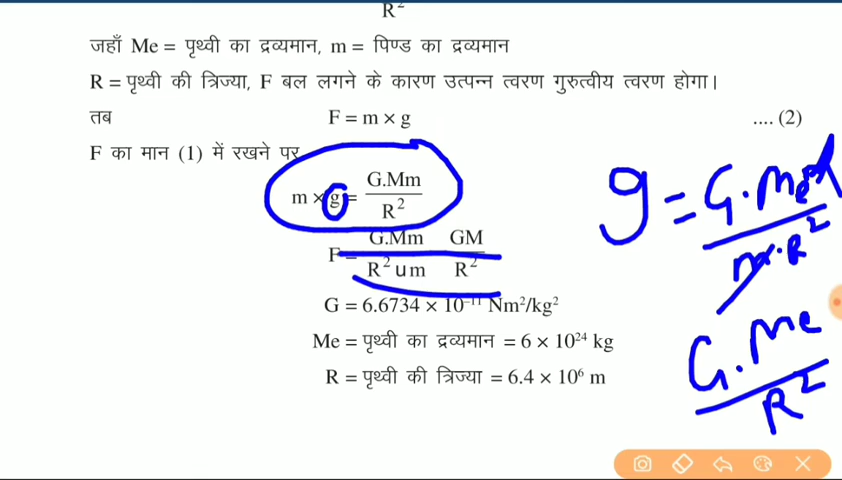 R²
जहाँ Me = पृथ्वी का द्रव्यमान, m = पिण्ड का द्रव्यमान
R = पृथ्वी की त्रिज्या, F बल लगने के कारण उत्पन्न त्वरण गुरुत्वीय त्वरण होगा।
तब F = m × g .... (2)
F का मान (1) में रखने पर
m × g = G.Mm / R²
F = G.Mm / R² um GM / R²
G = 6.6734 × 10⁻¹¹ Nm²/kg²
Me = पृथ्वी का द्रव्यमान = 6 × 10²⁴ kg
R = पृथ्वी की त्रिज्या = 6.4 × 10⁶ m
g = G.Me m / m.R²
G.Me / R²